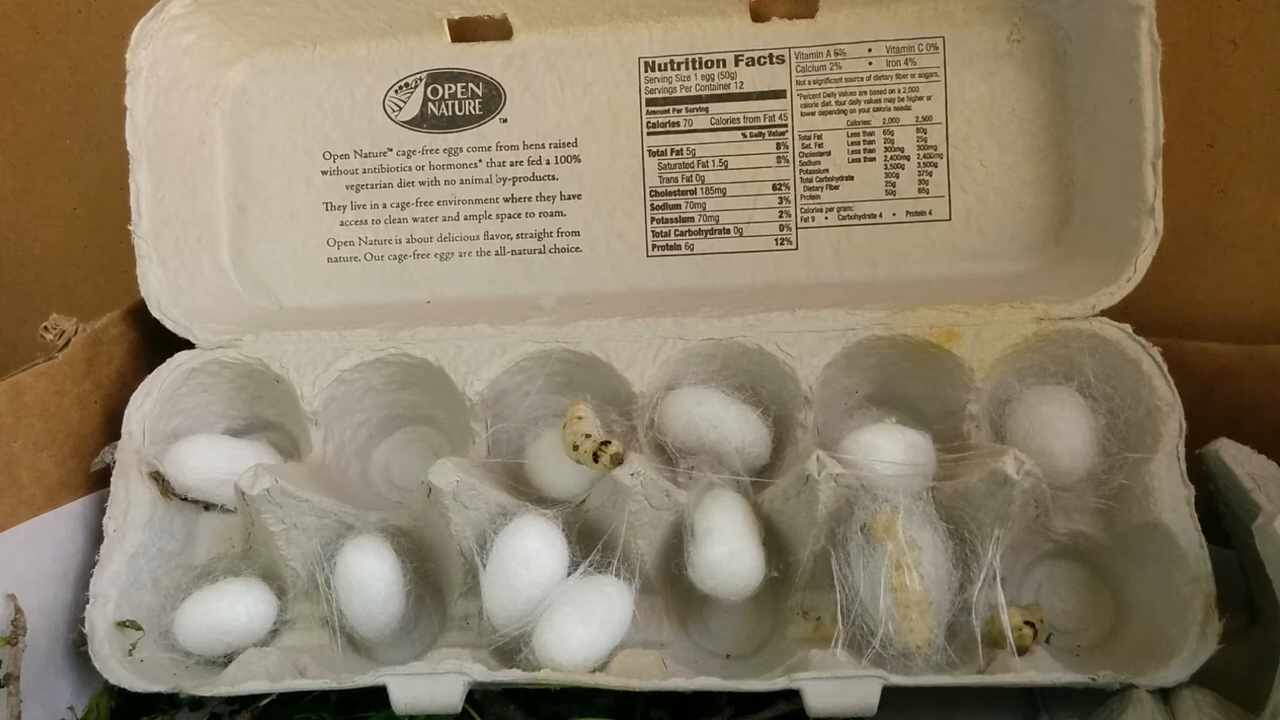 OPEN
NATURE
™
Open Nature™ cage-free eggs come from hens raised
without antibiotics or hormones* that are fed a 100%
vegetarian diet with no animal by-products.
They live in a cage-free environment where they have
access to clean water and ample space to roam.
Open Nature is about delicious flavor, straight from
nature. Our cage-free eggs are the all-natural choice.
Nutrition Facts
Serving Size 1 egg (50g)
Servings Per Container 12
Amount Per Serving
Calories 70 Calories from Fat 45
% Daily Value*
Total Fat 5g 8%
Saturated Fat 1.5g 8%
Trans Fat 0g
Cholesterol 185mg 62%
Sodium 70mg 3%
Potassium 70mg 2%
Total Carbohydrate 0g 0%
Protein 6g 12%
Vitamin A 6% • Vitamin C 0%
Calcium 2% • Iron 4%
Not a significant source of dietary fiber or sugars.
*Percent Daily Values are based on a 2,000
calorie diet. Your daily values may be higher or
lower depending on your calorie needs:
Calories: 2,000 2,500
Total Fat Less than 65g 80g
Sat. Fat Less than 20g 25g
Cholesterol Less than 300mg 300mg
Sodium Less than 2,400mg 2,400mg
Potassium 3,500g 3,500g
Total Carbohydrate 300g 375g
Dietary Fiber 25g 30g
Protein 50g 65g
Calories per gram:
Fat 9 • Carbohydrate 4 • Protein 4